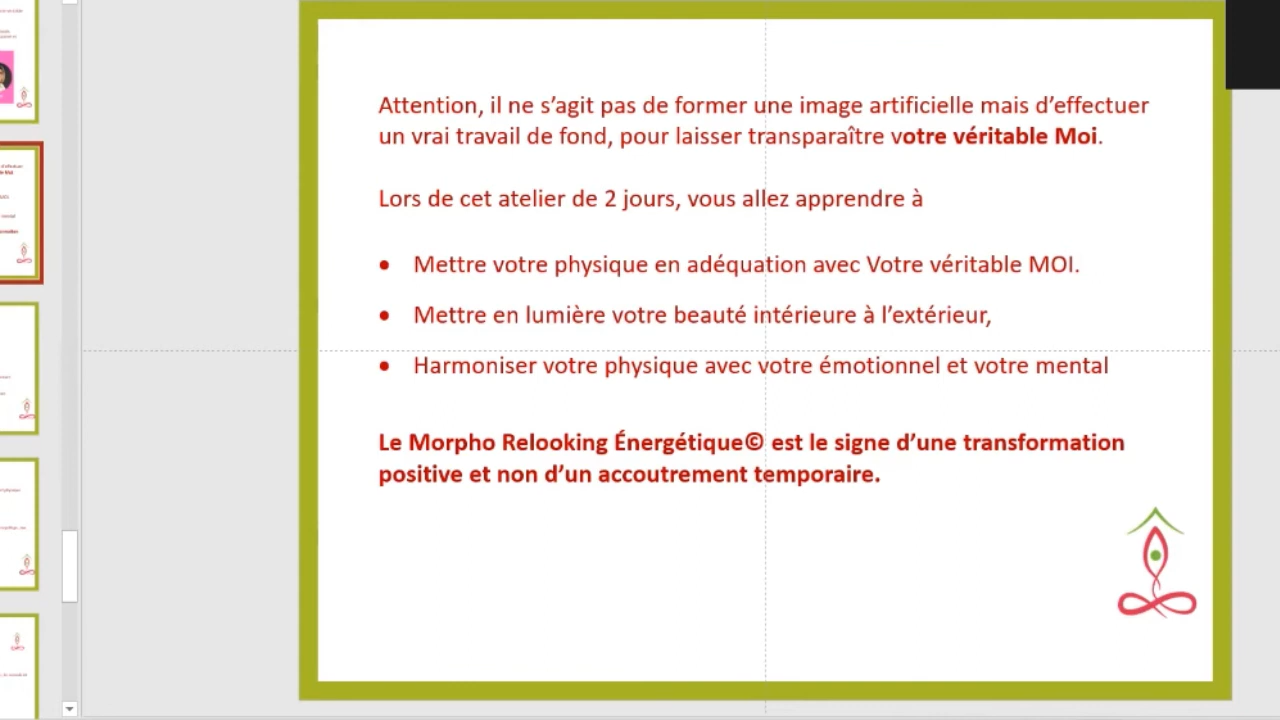 Attention, il ne s’agit pas de former une image artificielle mais d’effectuer
un vrai travail de fond, pour laisser transparaître votre véritable Moi.
Lors de cet atelier de 2 jours, vous allez apprendre à
• Mettre votre physique en adéquation avec Votre véritable MOI.
• Mettre en lumière votre beauté intérieure à l’extérieur,
• Harmoniser votre physique avec votre émotionnel et votre mental
Le Morpho Relooking Énergétique© est le signe d’une transformation
positive et non d’un accoutrement temporaire.